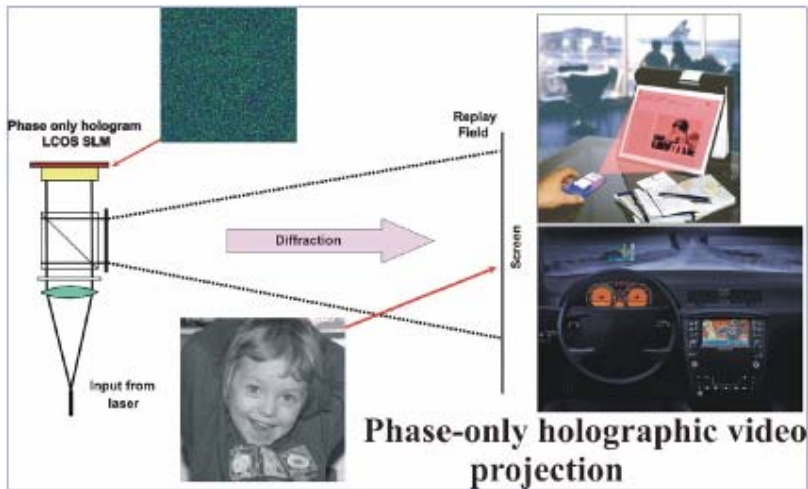 Phase only hologram
LCOS SLM
Replay
Field
Diffraction
Screen
Input from
laser
Phase-only holographic video
projection